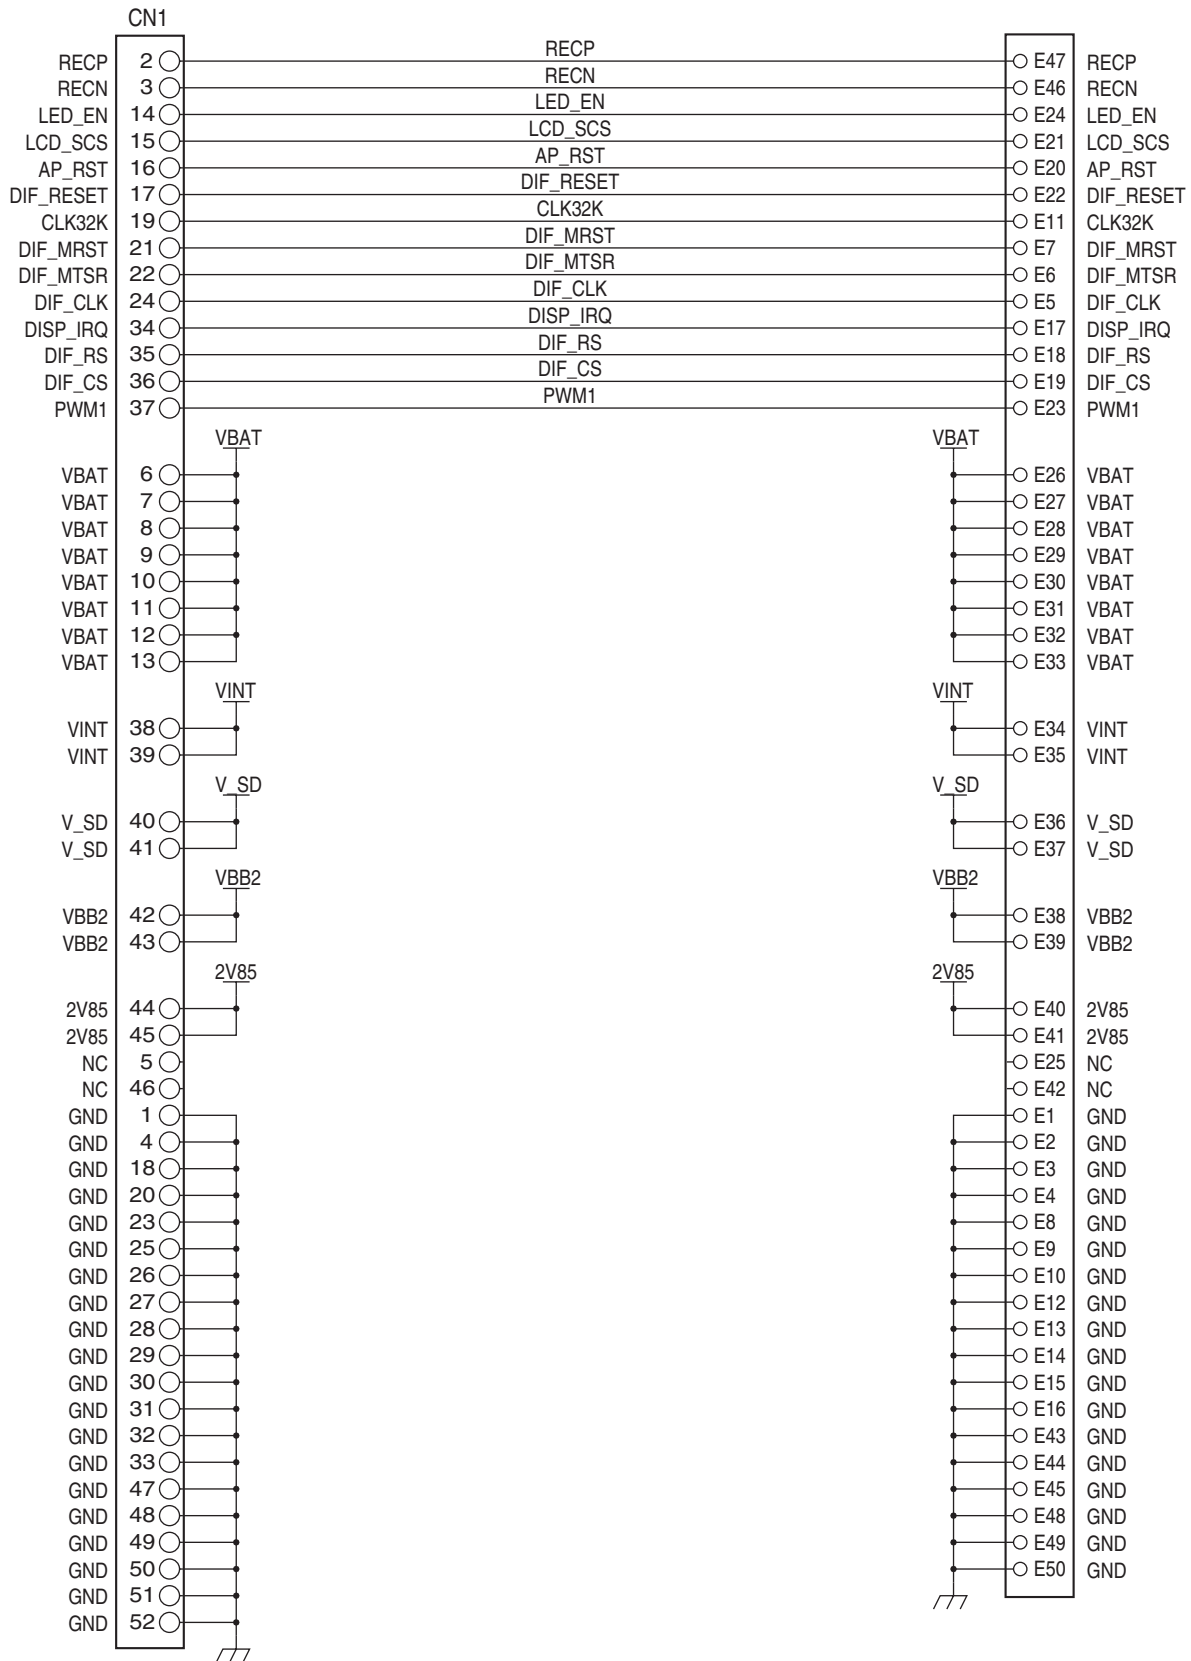 CN1
RECP 2 RECP E47 RECP
RECN 3 RECN E46 RECN
LED_EN 14 LED_EN E24 LED_EN
LCD_SCS 15 LCD_SCS E21 LCD_SCS
AP_RST 16 AP_RST E20 AP_RST
DIF_RESET 17 DIF_RESET E22 DIF_RESET
CLK32K 19 CLK32K E11 CLK32K
DIF_MRST 21 DIF_MRST E7 DIF_MRST
DIF_MTSR 22 DIF_MTSR E6 DIF_MTSR
DIF_CLK 24 DIF_CLK E5 DIF_CLK
DISP_IRQ 34 DISP_IRQ E17 DISP_IRQ
DIF_RS 35 DIF_RS E18 DIF_RS
DIF_CS 36 DIF_CS E19 DIF_CS
PWM1 37 PWM1 E23 PWM1
VBAT VBAT
VBAT 6 E26 VBAT
VBAT 7 E27 VBAT
VBAT 8 E28 VBAT
VBAT 9 E29 VBAT
VBAT 10 E30 VBAT
VBAT 11 E31 VBAT
VBAT 12 E32 VBAT
VBAT 13 E33 VBAT
VINT VINT
VINT 38 E34 VINT
VINT 39 E35 VINT
V_SD V_SD
V_SD 40 E36 V_SD
V_SD 41 E37 V_SD
VBB2 VBB2
VBB2 42 E38 VBB2
VBB2 43 E39 VBB2
2V85 2V85
2V85 44 E40 2V85
2V85 45 E41 2V85
NC 5 E25 NC
NC 46 E42 NC
GND 1 E1 GND
GND 4 E2 GND
GND 18 E3 GND
GND 20 E4 GND
GND 23 E8 GND
GND 25 E9 GND
GND 26 E10 GND
GND 27 E12 GND
GND 28 E13 GND
GND 29 E14 GND
GND 30 E15 GND
GND 31 E16 GND
GND 32 E43 GND
GND 33 E44 GND
GND 47 E45 GND
GND 48 E48 GND
GND 49 E49 GND
GND 50 E50 GND
GND 51
GND 52